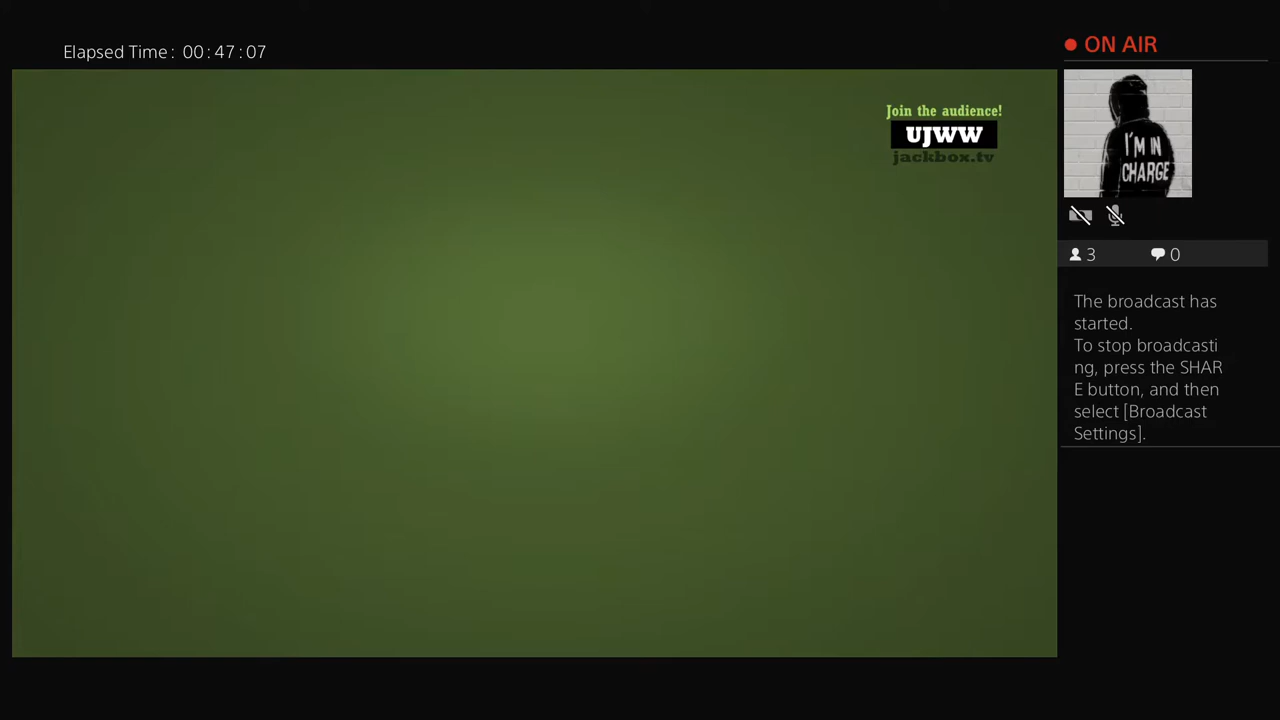 Elapsed Time: 00:47:07
ON AIR
Join the audience!
UJWW
jackbox.tv
I'M IN
CHARGE
3
0
The broadcast has
started.
To stop broadcasti
ng, press the SHAR
E button, and then
select [Broadcast
Settings].